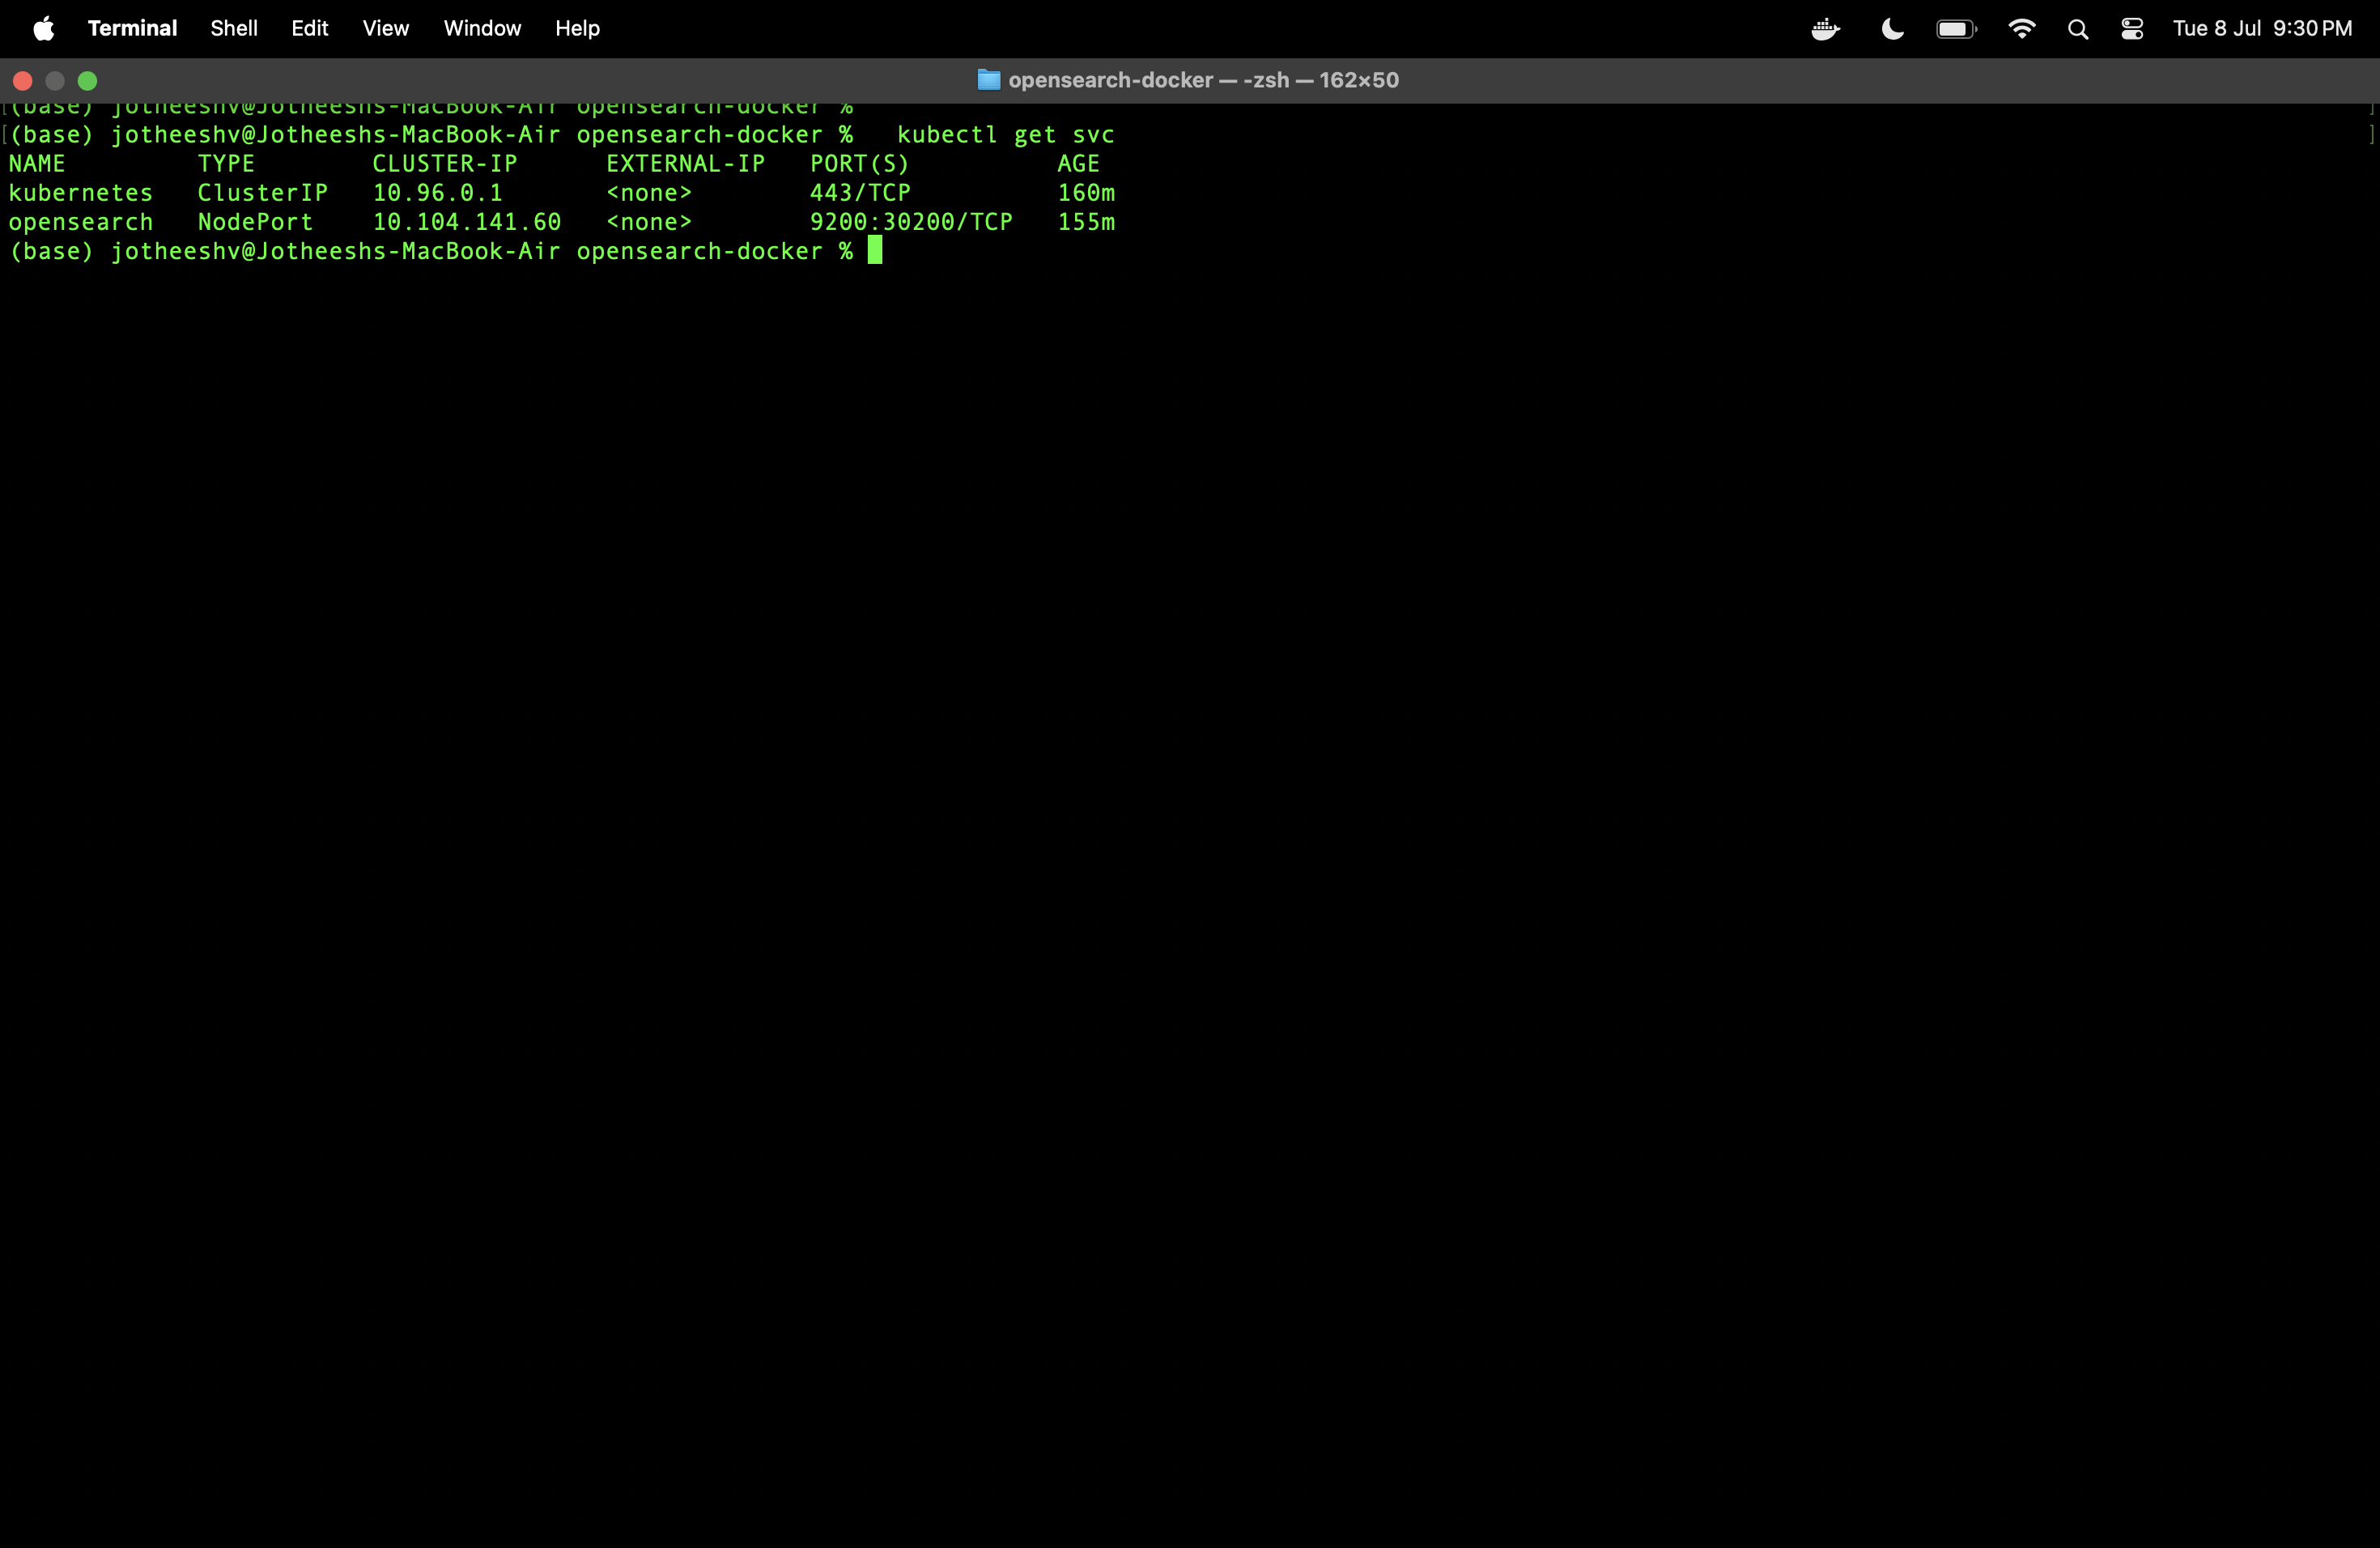 Terminal Shell Edit View Window Help Tue 8 Jul 9:30 PM
opensearch-docker — -zsh — 162×50
[(base) jotheeshv@Jotheeshs-MacBook-Air opensearch-docker % ]
[(base) jotheeshv@Jotheeshs-MacBook-Air opensearch-docker %   kubectl get svc ]
NAME         TYPE        CLUSTER-IP      EXTERNAL-IP   PORT(S)          AGE
kubernetes   ClusterIP   10.96.0.1       <none>        443/TCP          160m
opensearch   NodePort    10.104.141.60   <none>        9200:30200/TCP   155m
(base) jotheeshv@Jotheeshs-MacBook-Air opensearch-docker %